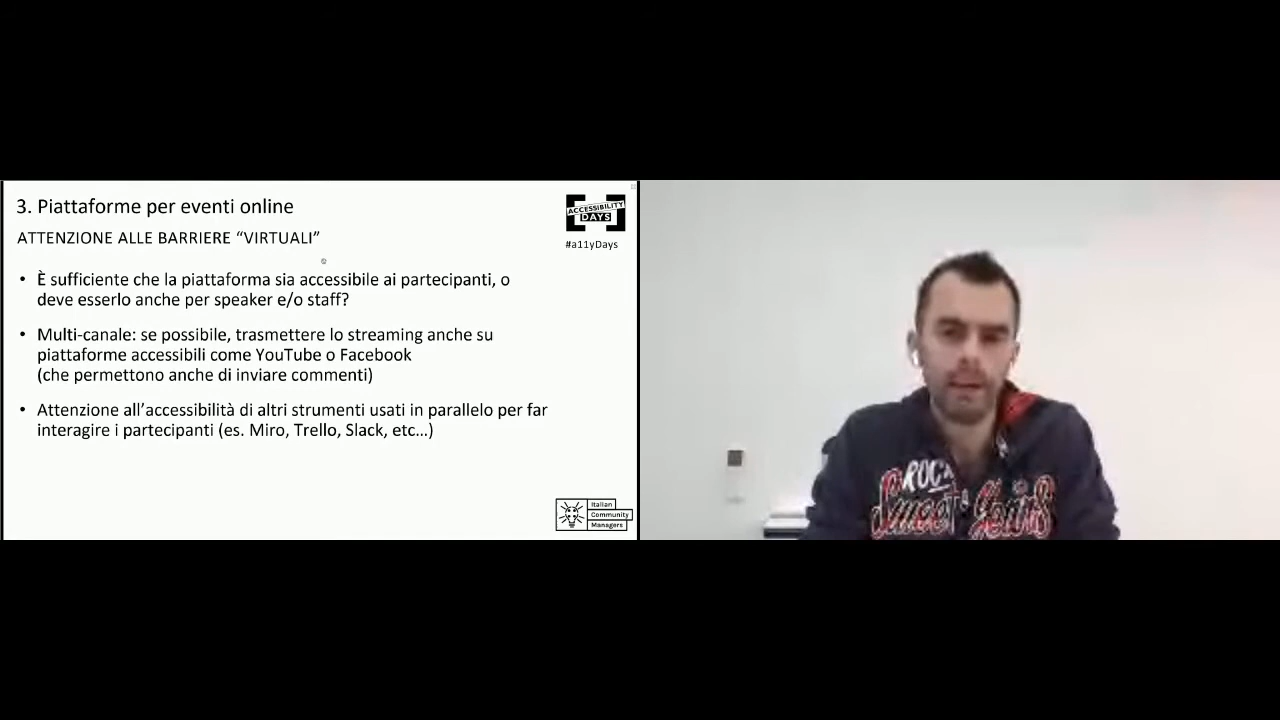 3. Piattaforme per eventi online
ATTENZIONE ALLE BARRIERE “VIRTUALI”
ACCESSIBILITY
DAYS
#a11yDays
• È sufficiente che la piattaforma sia accessibile ai partecipanti, o
deve esserlo anche per speaker e/o staff?
• Multi-canale: se possibile, trasmettere lo streaming anche su
piattaforme accessibili come YouTube o Facebook
(che permettono anche di inviare commenti)
• Attenzione all’accessibilità di altri strumenti usati in parallelo per far
interagire i partecipanti (es. Miro, Trello, Slack, etc…)
Italian
Community
Managers
ROCK
Sweet Years